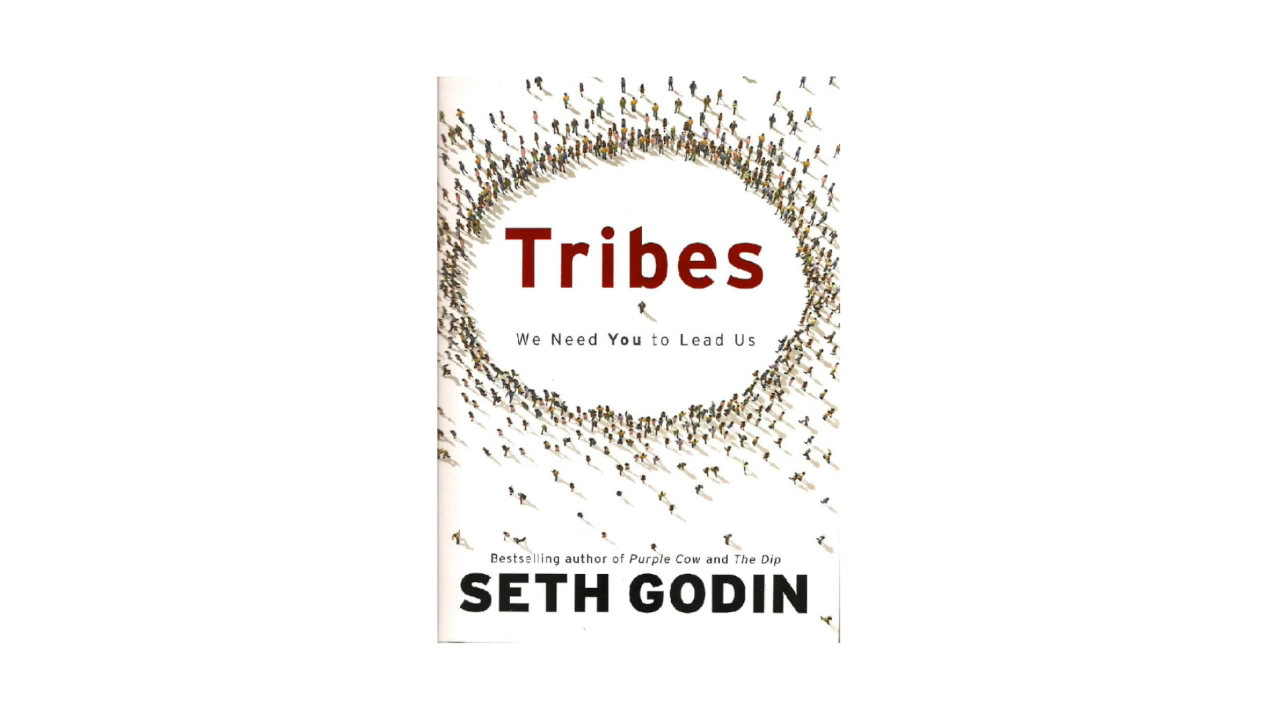 Tribes
We Need You to Lead Us
Bestselling author of Purple Cow and The Dip
SETH GODIN